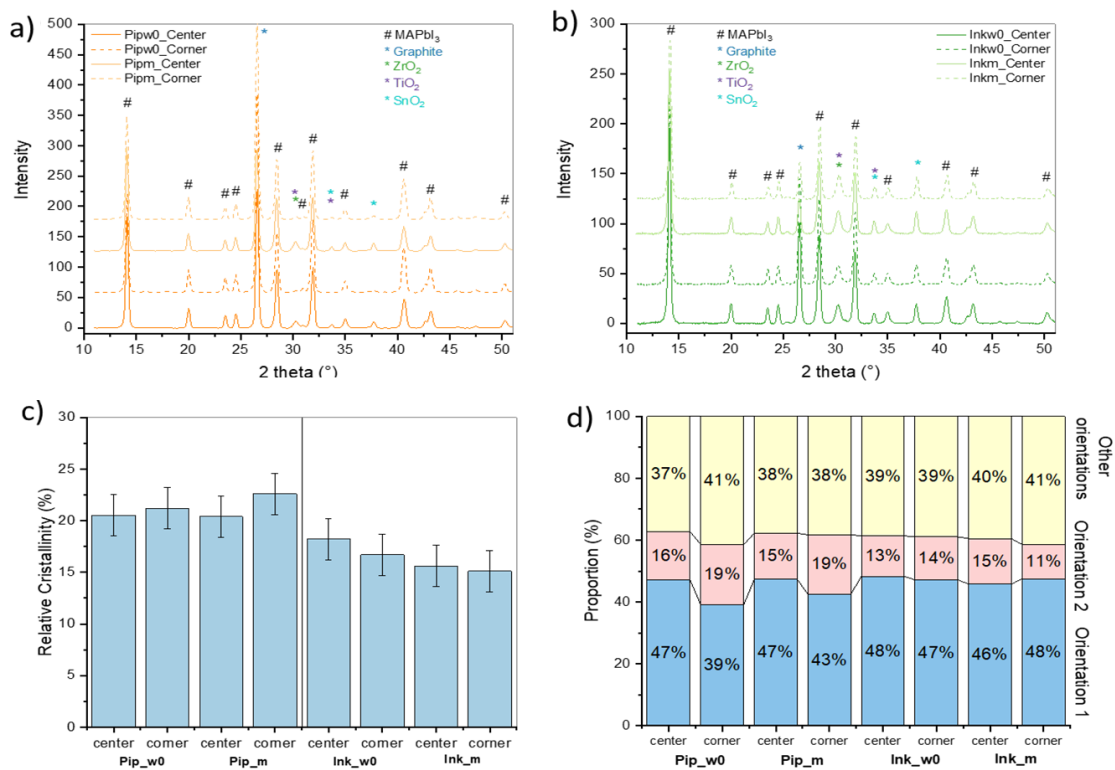 a)
500
450
400
350
300
250
200
150
100
50
0
Intensity
Pipw0_Center
Pipw0_Corner
Pipm_Center
Pipm_Corner
# MAPbI3
* Graphite
* ZrO2
* TiO2
* SnO2
# # # # * # * * # # * * # * # # #
10 15 20 25 30 35 40 45 50
2 theta (°)
b)
300
250
200
150
100
50
0
Intensity
# MAPbI3
* Graphite
* ZrO2
* TiO2
* SnO2
Inkw0_Center
Inkw0_Corner
Inkm_Center
Inkm_Corner
# # # # * # * * # * * # * # # #
10 15 20 25 30 35 40 45 50
2 theta (°)
c)
30
25
20
15
10
5
0
Relative Cristallinity (%)
center corner center corner center corner center corner
Pip_w0 Pip_m Ink_w0 Ink_m
d)
100
80
60
40
20
0
Proportion (%)
37% 41% 38% 38% 39% 39% 40% 41%
16% 19% 15% 19% 13% 14% 15% 11%
47% 39% 47% 43% 48% 47% 46% 48%
Other
orientations
Orientation 2
Orientation 1
center corner center corner center corner center corner
Pip_w0 Pip_m Ink_w0 Ink_m